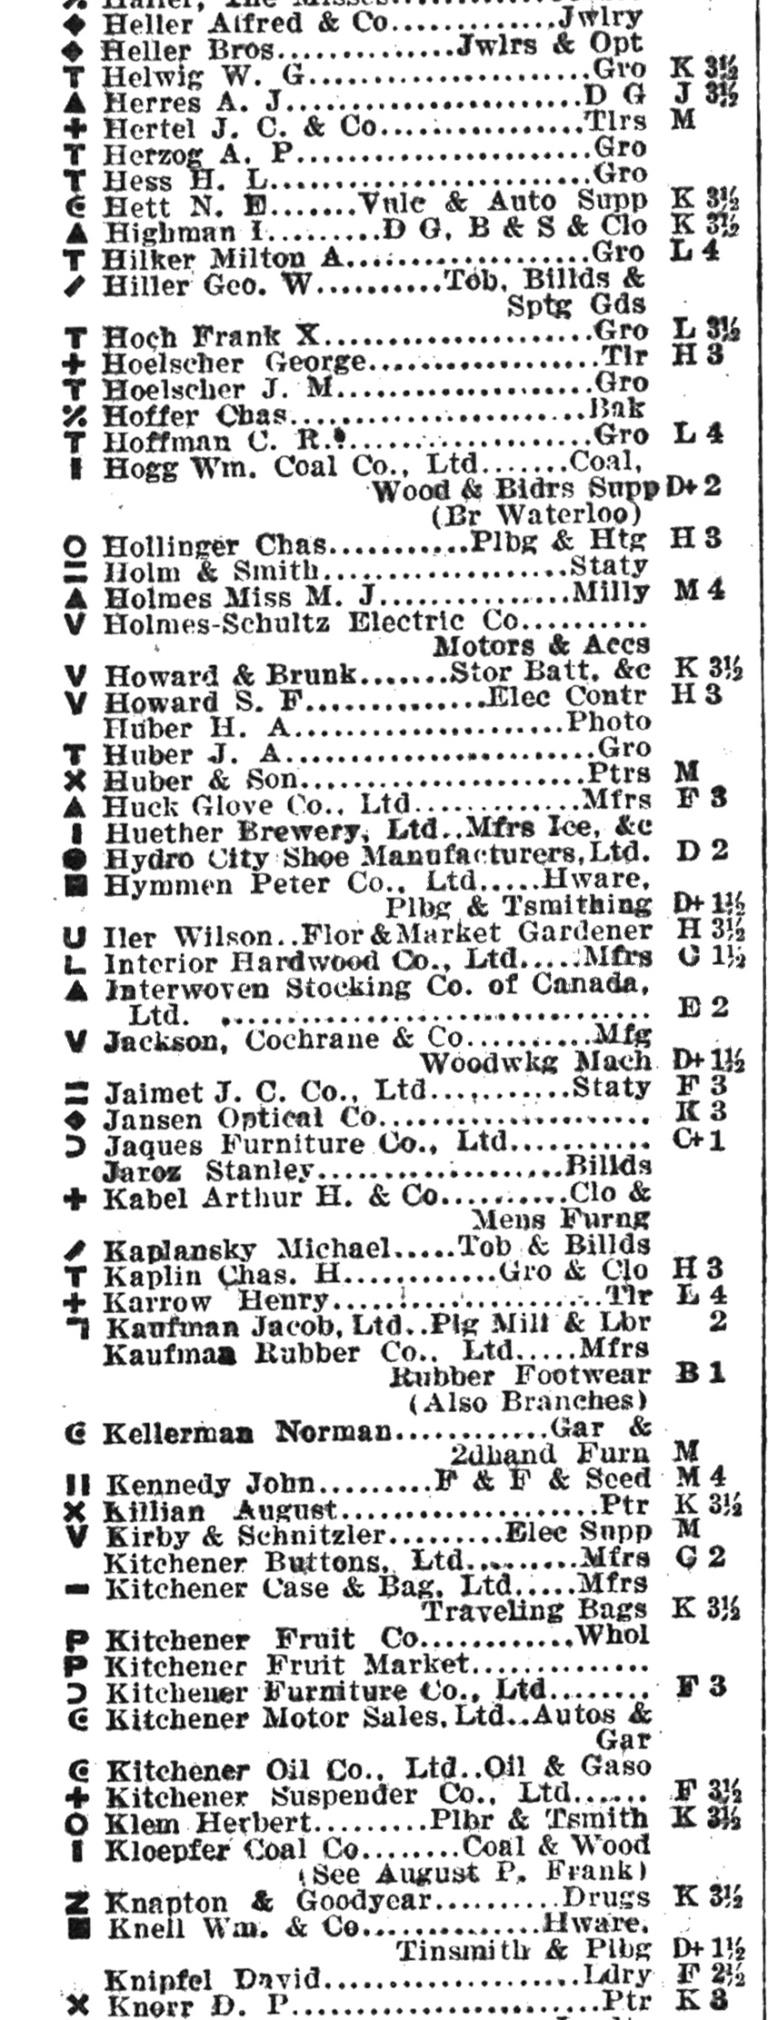 ◆ Heller Alfred & Co............Jwlry
◆ Heller Bros.............Jwlrs & Opt
T Helwig W. G......................Gro K 3½
▲ Herres A. J.......................D G J 3½
+ Hertel J. C. & Co................Tlrs M
T Herzog A. P.......................Gro
T Hess H. L.........................Gro
Hett N. E.......Vulc & Auto Supp K 3½
▲ Highman I.........D G, B & S & Clo K 3½
T Hilker Milton A...................Gro L 4
Hiller Geo. W..........Tob, Billds &
Sptg Gds
T Hoch Frank X.....................Gro L 3½
+ Hoelscher George..................Tlr H 3
T Hoelscher J. M....................Gro
% Hoffer Chas.......................Bak
T Hoffman C. R....................Gro L 4
Hogg Wm. Coal Co., Ltd.......Coal,
Wood & Bldrs Supp D+ 2
(Br Waterloo)
O Hollinger Chas...........Plbg & Htg H 3
= Holm & Smith...................Staty
▲ Holmes Miss M. J...............Milly M 4
V Holmes-Schultz Electric Co..........
Motors & Accs
V Howard & Brunk.......Stor Batt, &c K 3½
V Howard S. F..............Elec Contr H 3
Huber H. A.....................Photo
T Huber J. A........................Gro
X Huber & Son......................Ptrs M
▲ Huck Glove Co., Ltd.............Mfrs F 3
Huether Brewery, Ltd..Mfrs Ice, &c
● Hydro City Shoe Manufacturers, Ltd. D 2
■ Hymmen Peter Co., Ltd.....Hware,
Plbg & Tsmithing D+ 1½
U Iler Wilson..Flor & Market Gardener H 3½
L Interior Hardwood Co., Ltd.....Mfrs G 1½
▲ Interwoven Stocking Co. of Canada,
Ltd. ................................ E 2
V Jackson, Cochrane & Co..........Mfg
Woodwkg Mach D+ 1½
= Jaimet J. C. Co., Ltd...........Staty F 3
◆ Jansen Optical Co..................... K 3
Jaques Furniture Co., Ltd........... C+ 1
Jaroz Stanley...................Billds
+ Kabel Arthur H. & Co..........Clo &
Mens Furng
Kaplansky Michael.....Tob & Billds
T Kaplin Chas. H............Gro & Clo H 3
+ Karrow Henry.....................Tlr L 4
Kaufman Jacob, Ltd..Plg Mill & Lbr 2
Kaufman Rubber Co., Ltd.....Mfrs
Rubber Footwear B 1
(Also Branches)
Kellerman Norman............Gar &
2dhand Furn M
Kennedy John.........F & F & Seed M 4
X Killian August....................Ptr K 3½
V Kirby & Schnitzler.........Elec Supp M
Kitchener Buttons, Ltd.........Mfrs G 2
Kitchener Case & Bag, Ltd.....Mfrs
Traveling Bags K 3½
P Kitchener Fruit Co............Whol
P Kitchener Fruit Market..............
Kitchener Furniture Co., Ltd........ F 3
Kitchener Motor Sales, Ltd..Autos &
Gar
Kitchener Oil Co., Ltd..Oil & Gaso
+ Kitchener Suspender Co., Ltd...... F 3½
O Klem Herbert.........Plbr & Tsmith K 3½
Kloepfer Coal Co........Coal & Wood
(See August P. Frank)
Z Knapton & Goodyear..........Drugs K 3½
■ Knell Wm. & Co...............Hware,
Tinsmith & Plbg D+ 1½
Knipfel David....................Ldry F 2½
X Knorr D. P........................Ptr K 3